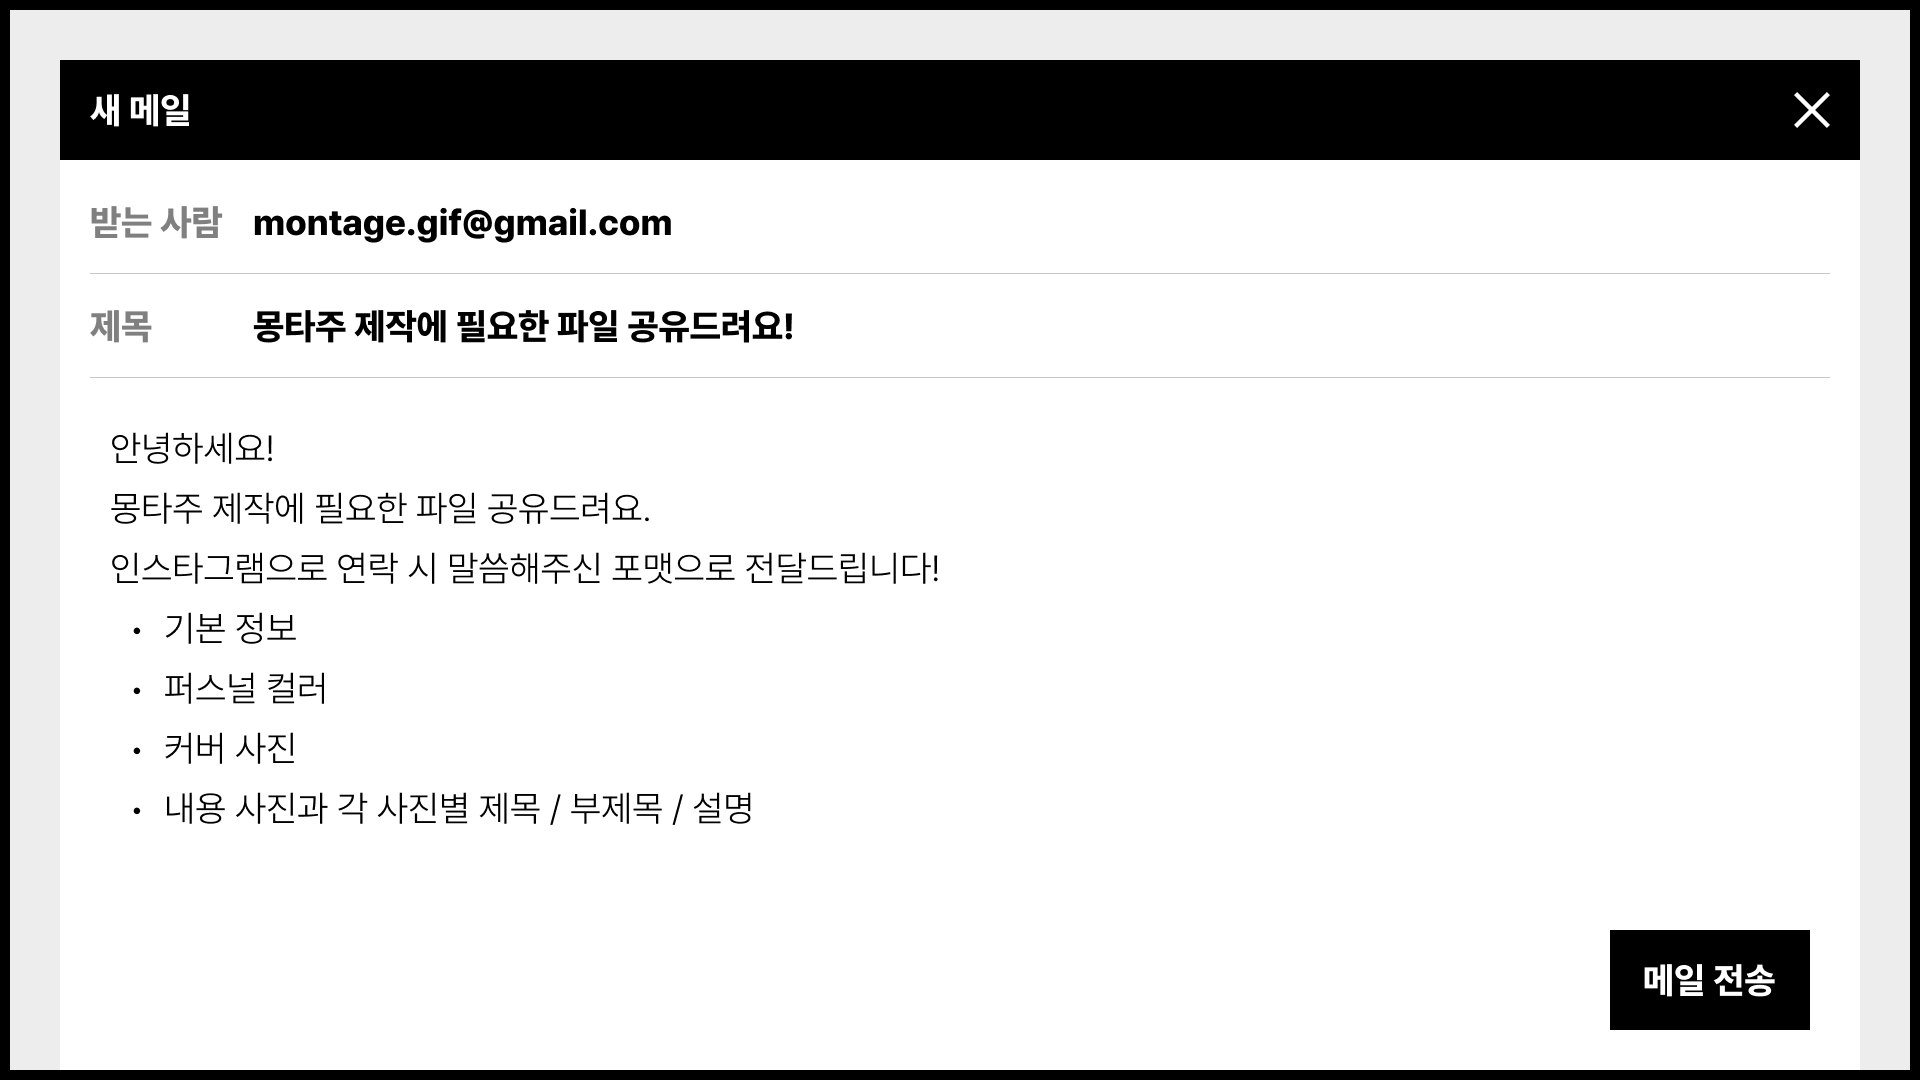 새 메일
받는 사람 montage.gif@gmail.com
제목 몽타주 제작에 필요한 파일 공유드려요!
안녕하세요!
몽타주 제작에 필요한 파일 공유드려요.
인스타그램으로 연락 시 말씀해주신 포맷으로 전달드립니다!
• 기본 정보
• 퍼스널 컬러
• 커버 사진
• 내용 사진과 각 사진별 제목 / 부제목 / 설명
메일 전송